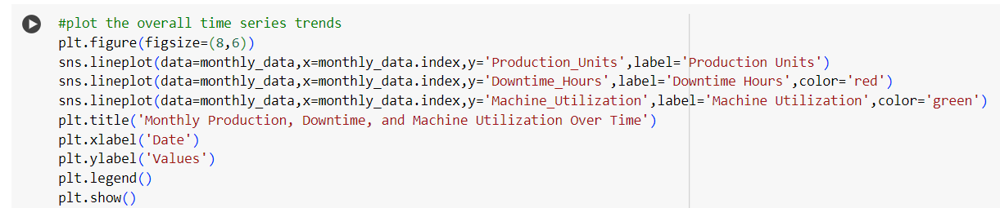 #plot the overall time series trends
plt.figure(figsize=(8,6))
sns.lineplot(data=monthly_data,x=monthly_data.index,y='Production_Units',label='Production Units')
sns.lineplot(data=monthly_data,x=monthly_data.index,y='Downtime_Hours',label='Downtime Hours',color='red')
sns.lineplot(data=monthly_data,x=monthly_data.index,y='Machine_Utilization',label='Machine Utilization',color='green')
plt.title('Monthly Production, Downtime, and Machine Utilization Over Time')
plt.xlabel('Date')
plt.ylabel('Values')
plt.legend()
plt.show()